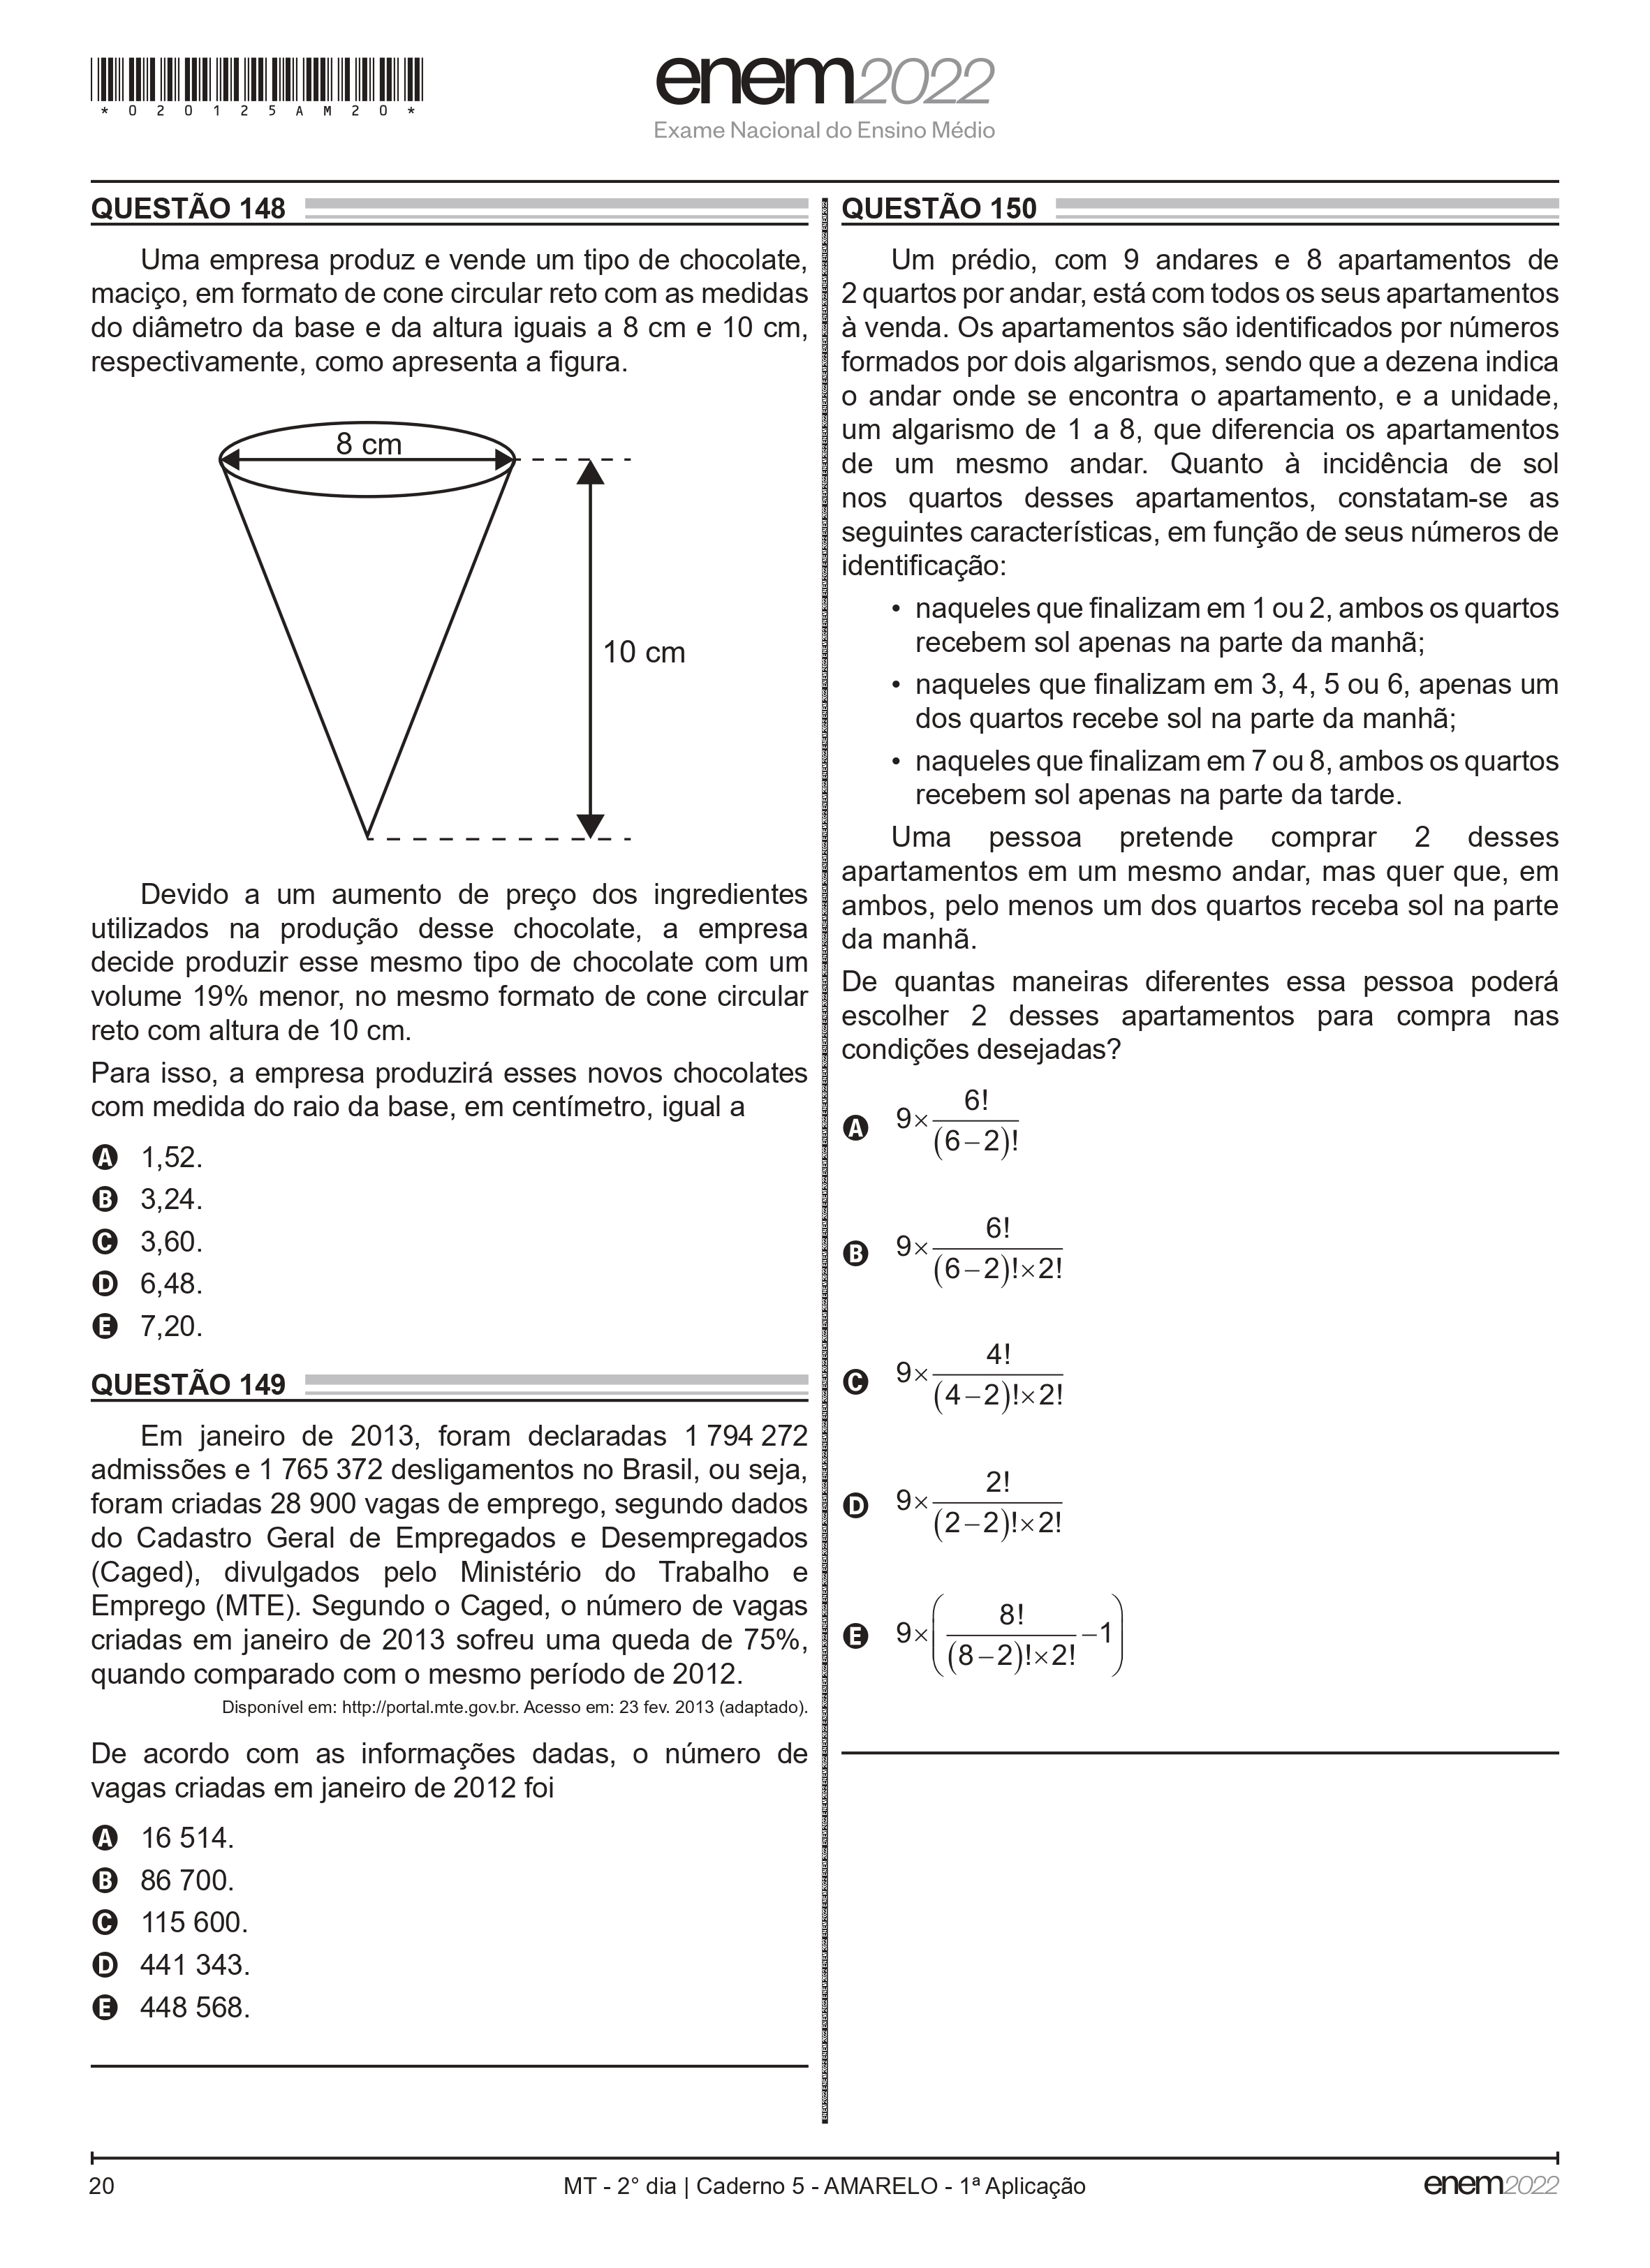 *020125AM20*
enem2022
Exame Nacional do Ensino Médio
QUESTÃO 148
Uma empresa produz e vende um tipo de chocolate,
maciço, em formato de cone circular reto com as medidas
do diâmetro da base e da altura iguais a 8 cm e 10 cm,
respectivamente, como apresenta a figura.
8 cm
10 cm
Devido a um aumento de preço dos ingredientes
utilizados na produção desse chocolate, a empresa
decide produzir esse mesmo tipo de chocolate com um
volume 19% menor, no mesmo formato de cone circular
reto com altura de 10 cm.
Para isso, a empresa produzirá esses novos chocolates
com medida do raio da base, em centímetro, igual a
A 1,52.
B 3,24.
C 3,60.
D 6,48.
E 7,20.
QUESTÃO 149
Em janeiro de 2013, foram declaradas 1 794 272
admissões e 1 765 372 desligamentos no Brasil, ou seja,
foram criadas 28 900 vagas de emprego, segundo dados
do Cadastro Geral de Empregados e Desempregados
(Caged), divulgados pelo Ministério do Trabalho e
Emprego (MTE). Segundo o Caged, o número de vagas
criadas em janeiro de 2013 sofreu uma queda de 75%,
quando comparado com o mesmo período de 2012.
Disponível em: http://portal.mte.gov.br. Acesso em: 23 fev. 2013 (adaptado).
De acordo com as informações dadas, o número de
vagas criadas em janeiro de 2012 foi
A 16 514.
B 86 700.
C 115 600.
D 441 343.
E 448 568.
QUESTÃO 150
Um prédio, com 9 andares e 8 apartamentos de
2 quartos por andar, está com todos os seus apartamentos
à venda. Os apartamentos são identificados por números
formados por dois algarismos, sendo que a dezena indica
o andar onde se encontra o apartamento, e a unidade,
um algarismo de 1 a 8, que diferencia os apartamentos
de um mesmo andar. Quanto à incidência de sol
nos quartos desses apartamentos, constatam-se as
seguintes características, em função de seus números de
identificação:
• naqueles que finalizam em 1 ou 2, ambos os quartos
recebem sol apenas na parte da manhã;
• naqueles que finalizam em 3, 4, 5 ou 6, apenas um
dos quartos recebe sol na parte da manhã;
• naqueles que finalizam em 7 ou 8, ambos os quartos
recebem sol apenas na parte da tarde.
Uma pessoa pretende comprar 2 desses
apartamentos em um mesmo andar, mas quer que, em
ambos, pelo menos um dos quartos receba sol na parte
da manhã.
De quantas maneiras diferentes essa pessoa poderá
escolher 2 desses apartamentos para compra nas
condições desejadas?
A 9× 6!
(6−2)!
B 9× 6!
(6−2)!×2!
C 9× 4!
(4−2)!×2!
D 9× 2!
(2−2)!×2!
E 9×( 8! −1)
(8−2)!×2!
20
MT - 2° dia | Caderno 5 - AMARELO - 1ª Aplicação
enem2022